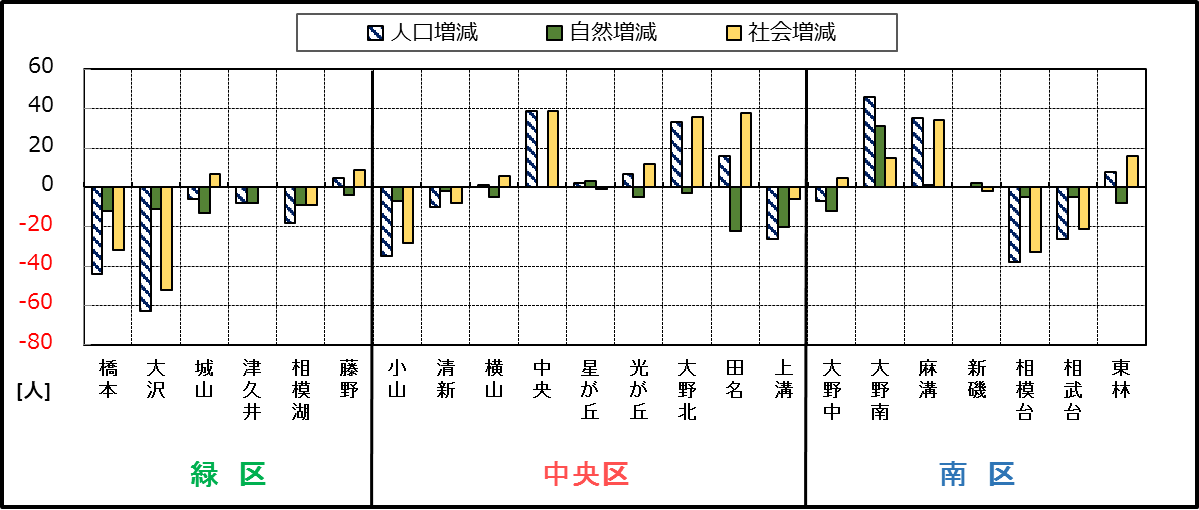 人口増減 自然増減 社会増減
60
40
20
0
-20
-40
-60
-80
[人]
橋本 大沢 城山 津久井 相模湖 藤野 小山 清新 横山 中央 星が丘 光が丘 大野北 田名 上溝 大野中 大野南 麻溝 新磯 相模台 相武台 東林
緑 区 中央区 南 区